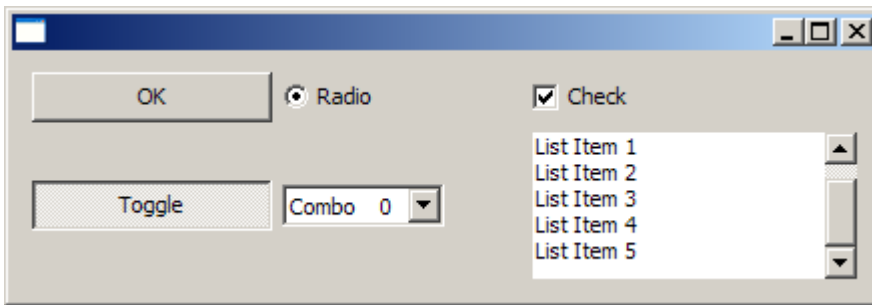 OK
Radio
Check
Toggle
Combo 0
List Item 1
List Item 2
List Item 3
List Item 4
List Item 5